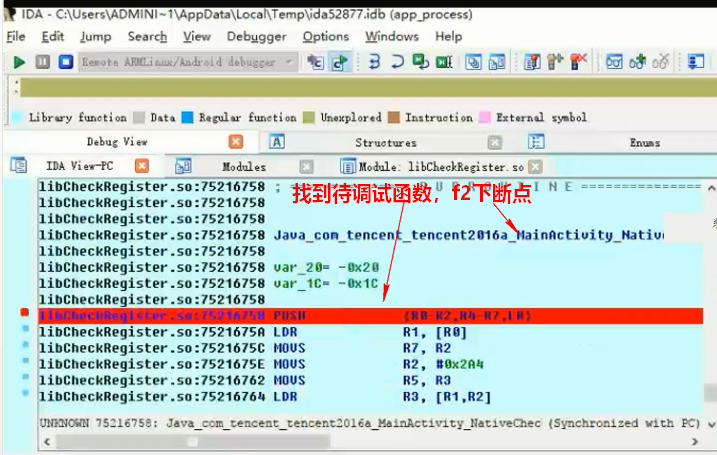 IDA - C:\Users\ADMINI~1\AppData\Local\Temp\ida52877.idb (app_process)
File Edit Jump Search View Debugger Options Windows Help
Remote ARMLinux/Android debugger
Library function Data Regular function Unexplored Instruction External symbol
Debug View Structures Enums
IDA View-PC Modules Module: libCheckRegister.so
libCheckRegister.so:75216758 ; U B R O U T I N E ===============
找到待调试函数，f2下断点
libCheckRegister.so:75216758
libCheckRegister.so:75216758
libCheckRegister.so:75216758 Java_com_tencent_tencent2016a_MainActivity_Native
libCheckRegister.so:75216758
libCheckRegister.so:75216758 var_20= -0x20
libCheckRegister.so:75216758 var_1C= -0x1C
libCheckRegister.so:75216758
libCheckRegister.so:75216758 PUSH {R0-R2,R4-R7,LR}
libCheckRegister.so:7521675A LDR R1, [R0]
libCheckRegister.so:7521675C MOVS R7, R2
libCheckRegister.so:7521675E MOVS R2, #0x2A4
libCheckRegister.so:75216762 MOVS R5, R3
libCheckRegister.so:75216764 LDR R3, [R1,R2]
UNKNOWN 75216758: Java_com_tencent_tencent2016a_MainActivity_NativeChec (Synchronized with PC)